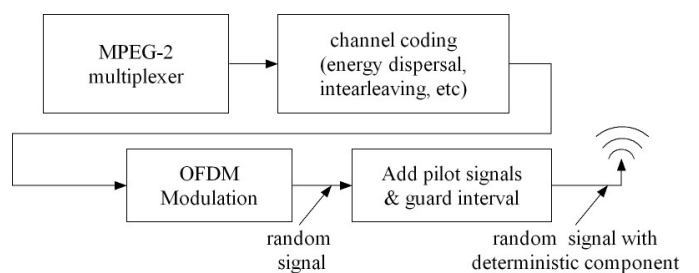 MPEG-2
multiplexer
channel coding
(energy dispersal,
intearleaving, etc)
OFDM
Modulation
Add pilot signals
& guard interval
random
signal
random signal with
deterministic component